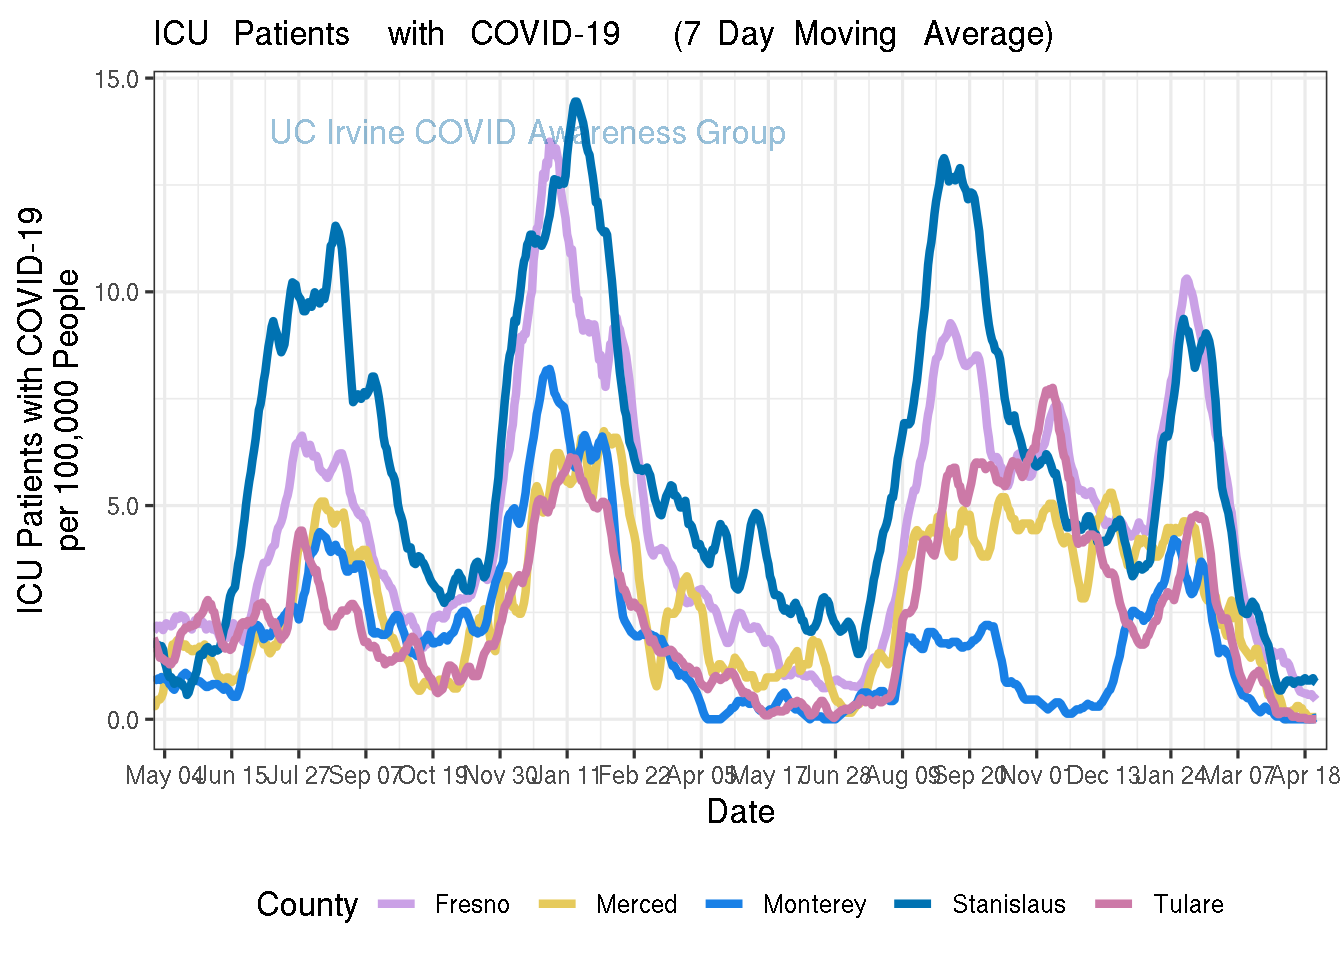 ICU Patients with COVID-19 (7 Day Moving Average)
UC Irvine COVID Awareness Group
ICU Patients with COVID-19
per 100,000 People
15.0
10.0
5.0
0.0
May 04 Jun 15 Jul 27 Sep 07 Oct 19 Nov 30 Jan 11 Feb 22 Apr 05 May 17 Jun 28 Aug 09 Sep 20 Nov 01 Dec 13 Jan 24 Mar 07 Apr 18
Date
County Fresno Merced Monterey Stanislaus Tulare